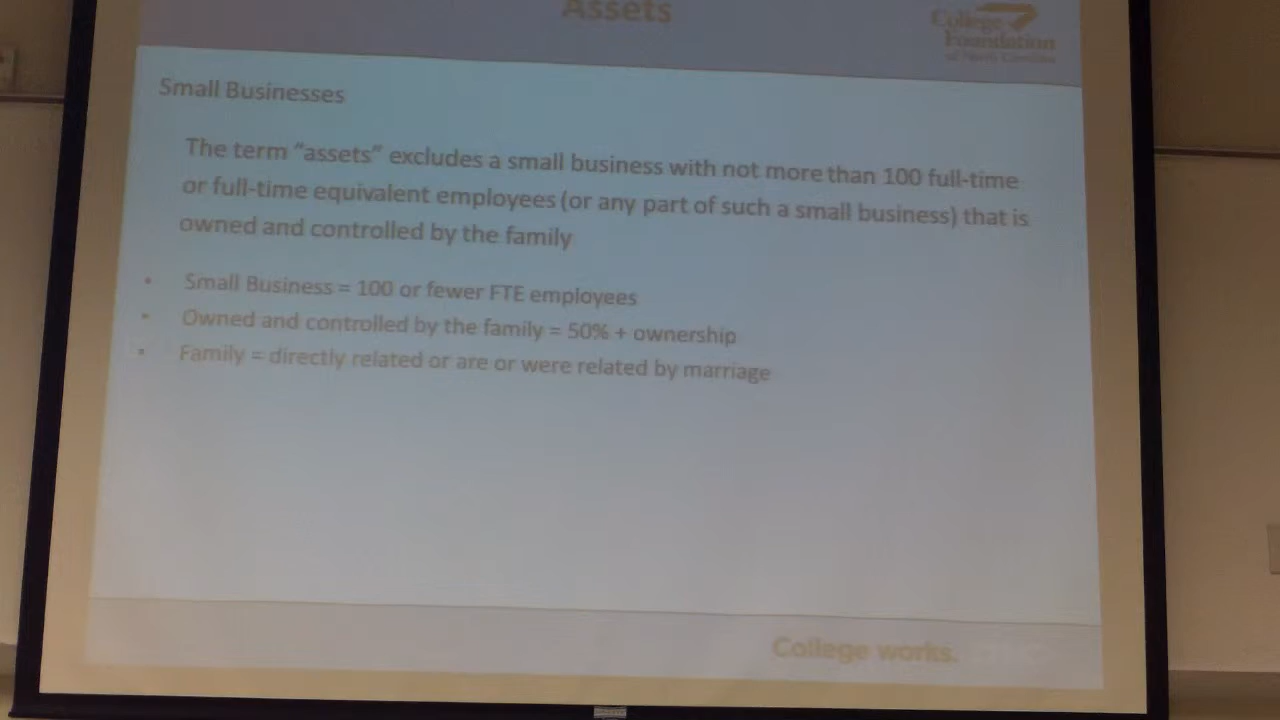 Assets
College
Foundation
of North Carolina
Small Businesses
The term “assets” excludes a small business with not more than 100 full-time
or full-time equivalent employees (or any part of such a small business) that is
owned and controlled by the family
• Small Business = 100 or fewer FTE employees
• Owned and controlled by the family = 50% + ownership
• Family = directly related or are or were related by marriage
College works.